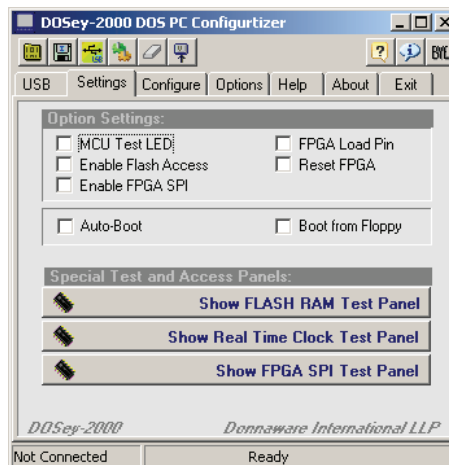 DOSey-2000 DOS PC Configurtizer
USB Settings Configure Options Help About Exit
Option Settings:
MCU Test LED FPGA Load Pin
Enable Flash Access Reset FPGA
Enable FPGA SPI
Auto-Boot Boot from Floppy
Special Test and Access Panels:
Show FLASH RAM Test Panel
Show Real Time Clock Test Panel
Show FPGA SPI Test Panel
DOSey-2000 Donnaware International LLP
Not Connected Ready